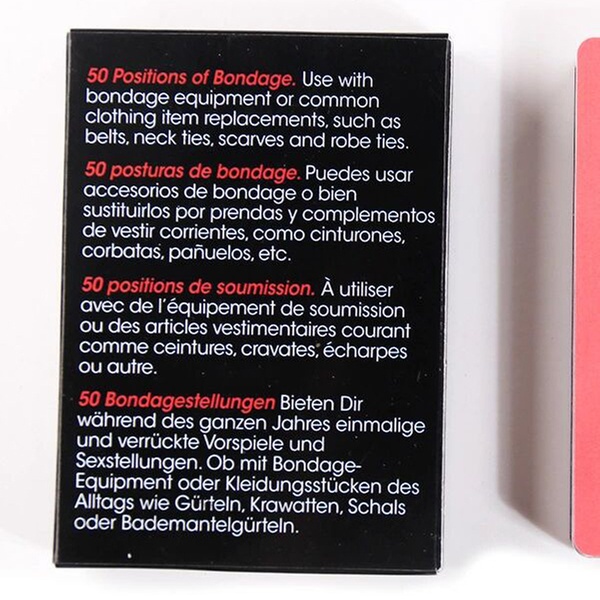 50 Positions of Bondage. Use with
bondage equipment or common
clothing item replacements, such as
belts, neck ties, scarves and robe ties.
50 posturas de bondage. Puedes usar
accesorios de bondage o bien
sustituirlos por prendas y complementos
de vestir corrientes, como cinturones,
corbatas, pañuelos, etc.
50 positions de soumission. À utiliser
avec de l'équipement de soumission
ou des articles vestimentaires courant
comme ceintures, cravates, écharpes
ou autre.
50 Bondagestellungen Bieten Dir
während des ganzen Jahres einmalige
und verrückte Vorspiele und
Sexstellungen. Ob mit Bondage-
Equipment oder Kleidungsstücken des
Alltags wie Gürteln, Krawatten, Schals
oder Bademantelgürteln.